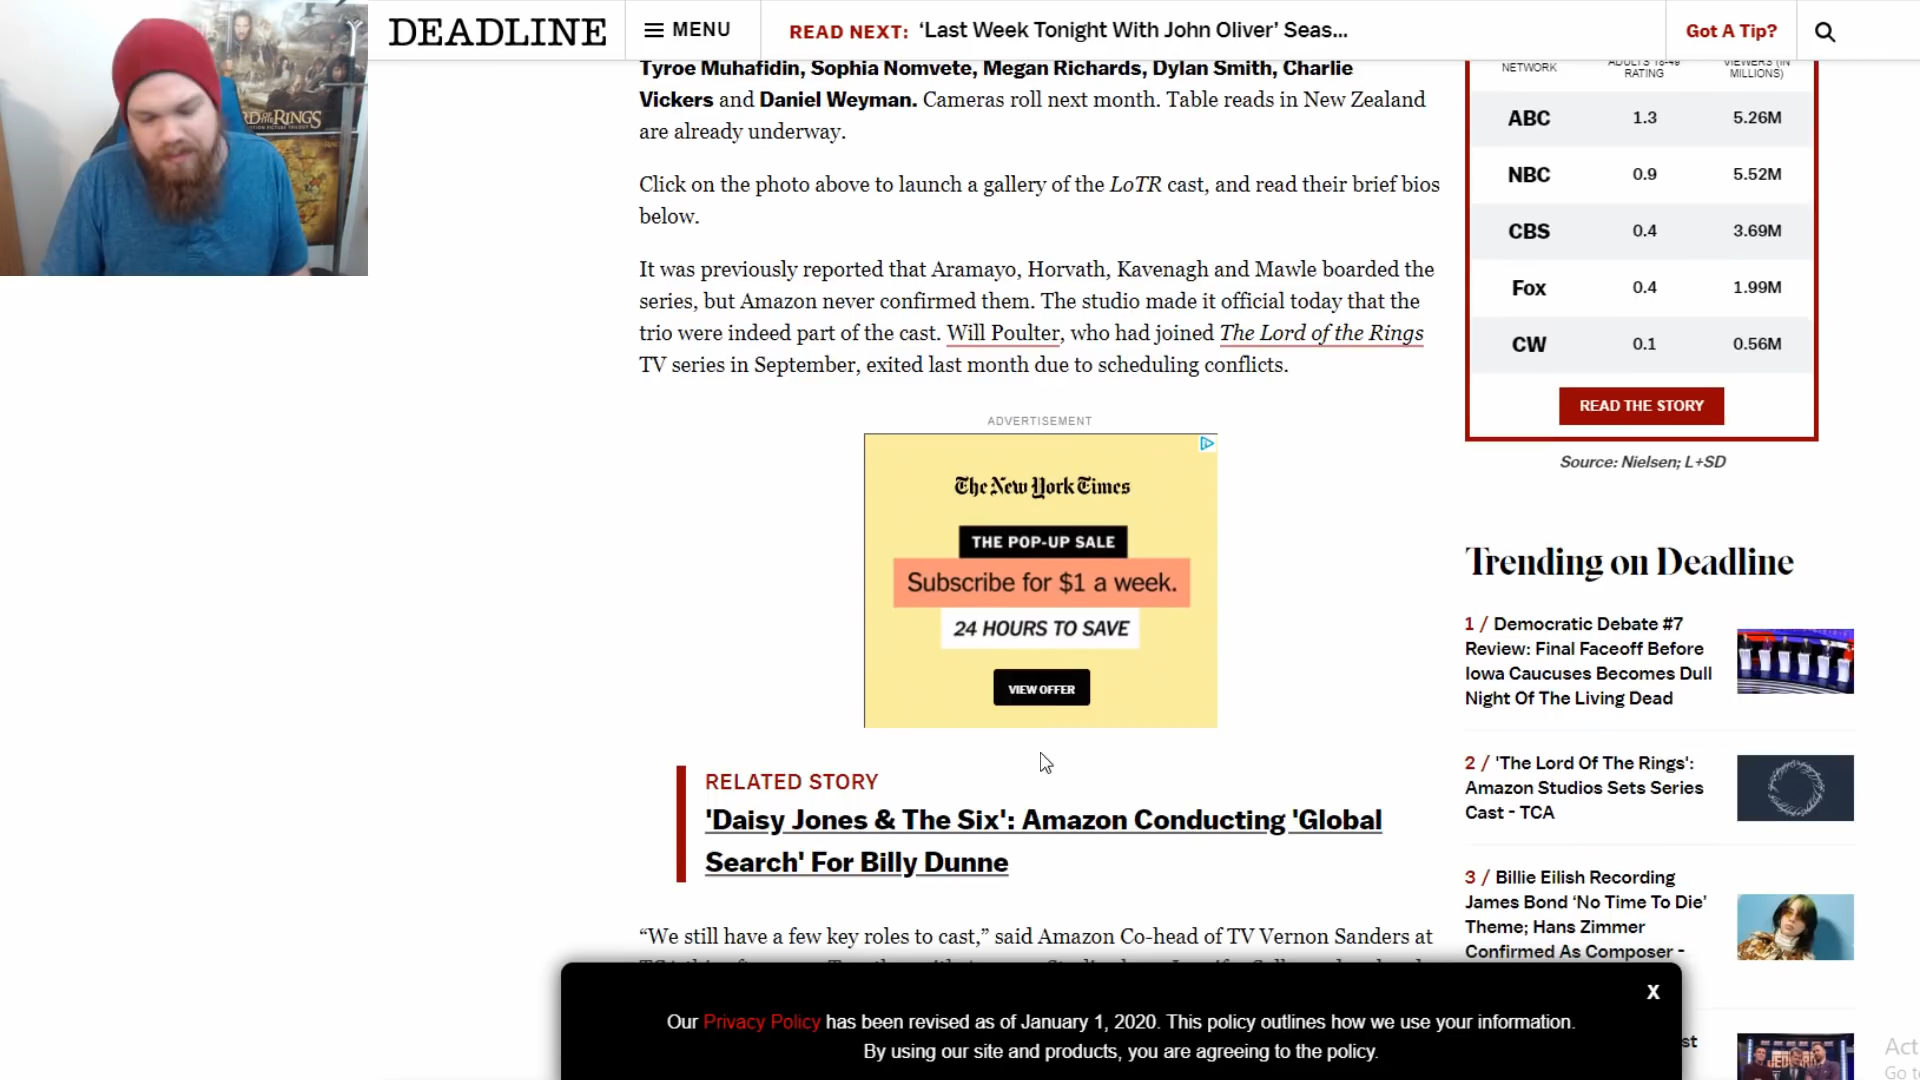 DEADLINE
MENU
READ NEXT: ‘Last Week Tonight With John Oliver’ Seas...
Got A Tip?
Tyroe Muhafidin, Sophia Nomvete, Megan Richards, Dylan Smith, Charlie
Vickers and Daniel Weyman. Cameras roll next month. Table reads in New Zealand
are already underway.
Click on the photo above to launch a gallery of the LoTR cast, and read their brief bios
below.
It was previously reported that Aramayo, Horvath, Kavenagh and Mawle boarded the
series, but Amazon never confirmed them. The studio made it official today that the
trio were indeed part of the cast. Will Poulter, who had joined The Lord of the Rings
TV series in September, exited last month due to scheduling conflicts.
ADVERTISEMENT
The New York Times
THE POP-UP SALE
Subscribe for $1 a week.
24 HOURS TO SAVE
VIEW OFFER
RELATED STORY
'Daisy Jones & The Six': Amazon Conducting 'Global
Search' For Billy Dunne
“We still have a few key roles to cast,” said Amazon Co-head of TV Vernon Sanders at
NETWORK
ADULTS 18-49
RATING
VIEWERS (IN
MILLIONS)
ABC 1.3 5.26M
NBC 0.9 5.52M
CBS 0.4 3.69M
Fox 0.4 1.99M
CW 0.1 0.56M
READ THE STORY
Source: Nielsen; L+SD
Trending on Deadline
1 / Democratic Debate #7
Review: Final Faceoff Before
Iowa Caucuses Becomes Dull
Night Of The Living Dead
2 / 'The Lord Of The Rings':
Amazon Studios Sets Series
Cast - TCA
3 / Billie Eilish Recording
James Bond ‘No Time To Die’
Theme; Hans Zimmer
Confirmed As Composer -
st
X
Our Privacy Policy has been revised as of January 1, 2020. This policy outlines how we use your information.
By using our site and products, you are agreeing to the policy.
Act
Go t